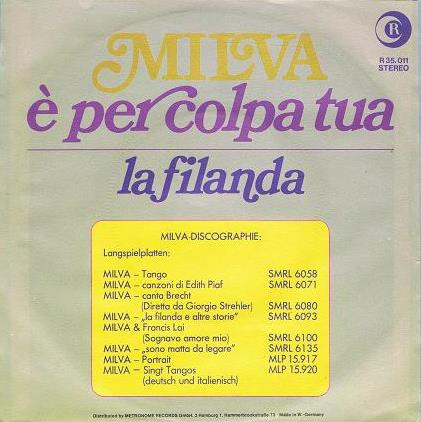 MILVA
R
R 35.011
STEREO
è per colpa tua
la filanda
MILVA-DISCOGRAPHIE:
Langspielplatten:
MILVA – Tango SMRL 6058
MILVA – canzoni di Edith Piaf SMRL 6071
MILVA – canta Brecht
(Diretta da Giorgio Strehler) SMRL 6080
MILVA – „la filanda e altre storie" SMRL 6093
MILVA & Francis Lai
(Sognavo amore mio) SMRL 6100
MILVA – „sono matta da legare" SMRL 6135
MILVA – Portrait MLP 15.917
MILVA – Singt Tangos MLP 15.920
(deutsch und italienisch)
Distributed by METRONOME RECORDS GMBH, 2 Hamburg 1, Hammerbrookstraße 73 · Made in W.-Germany